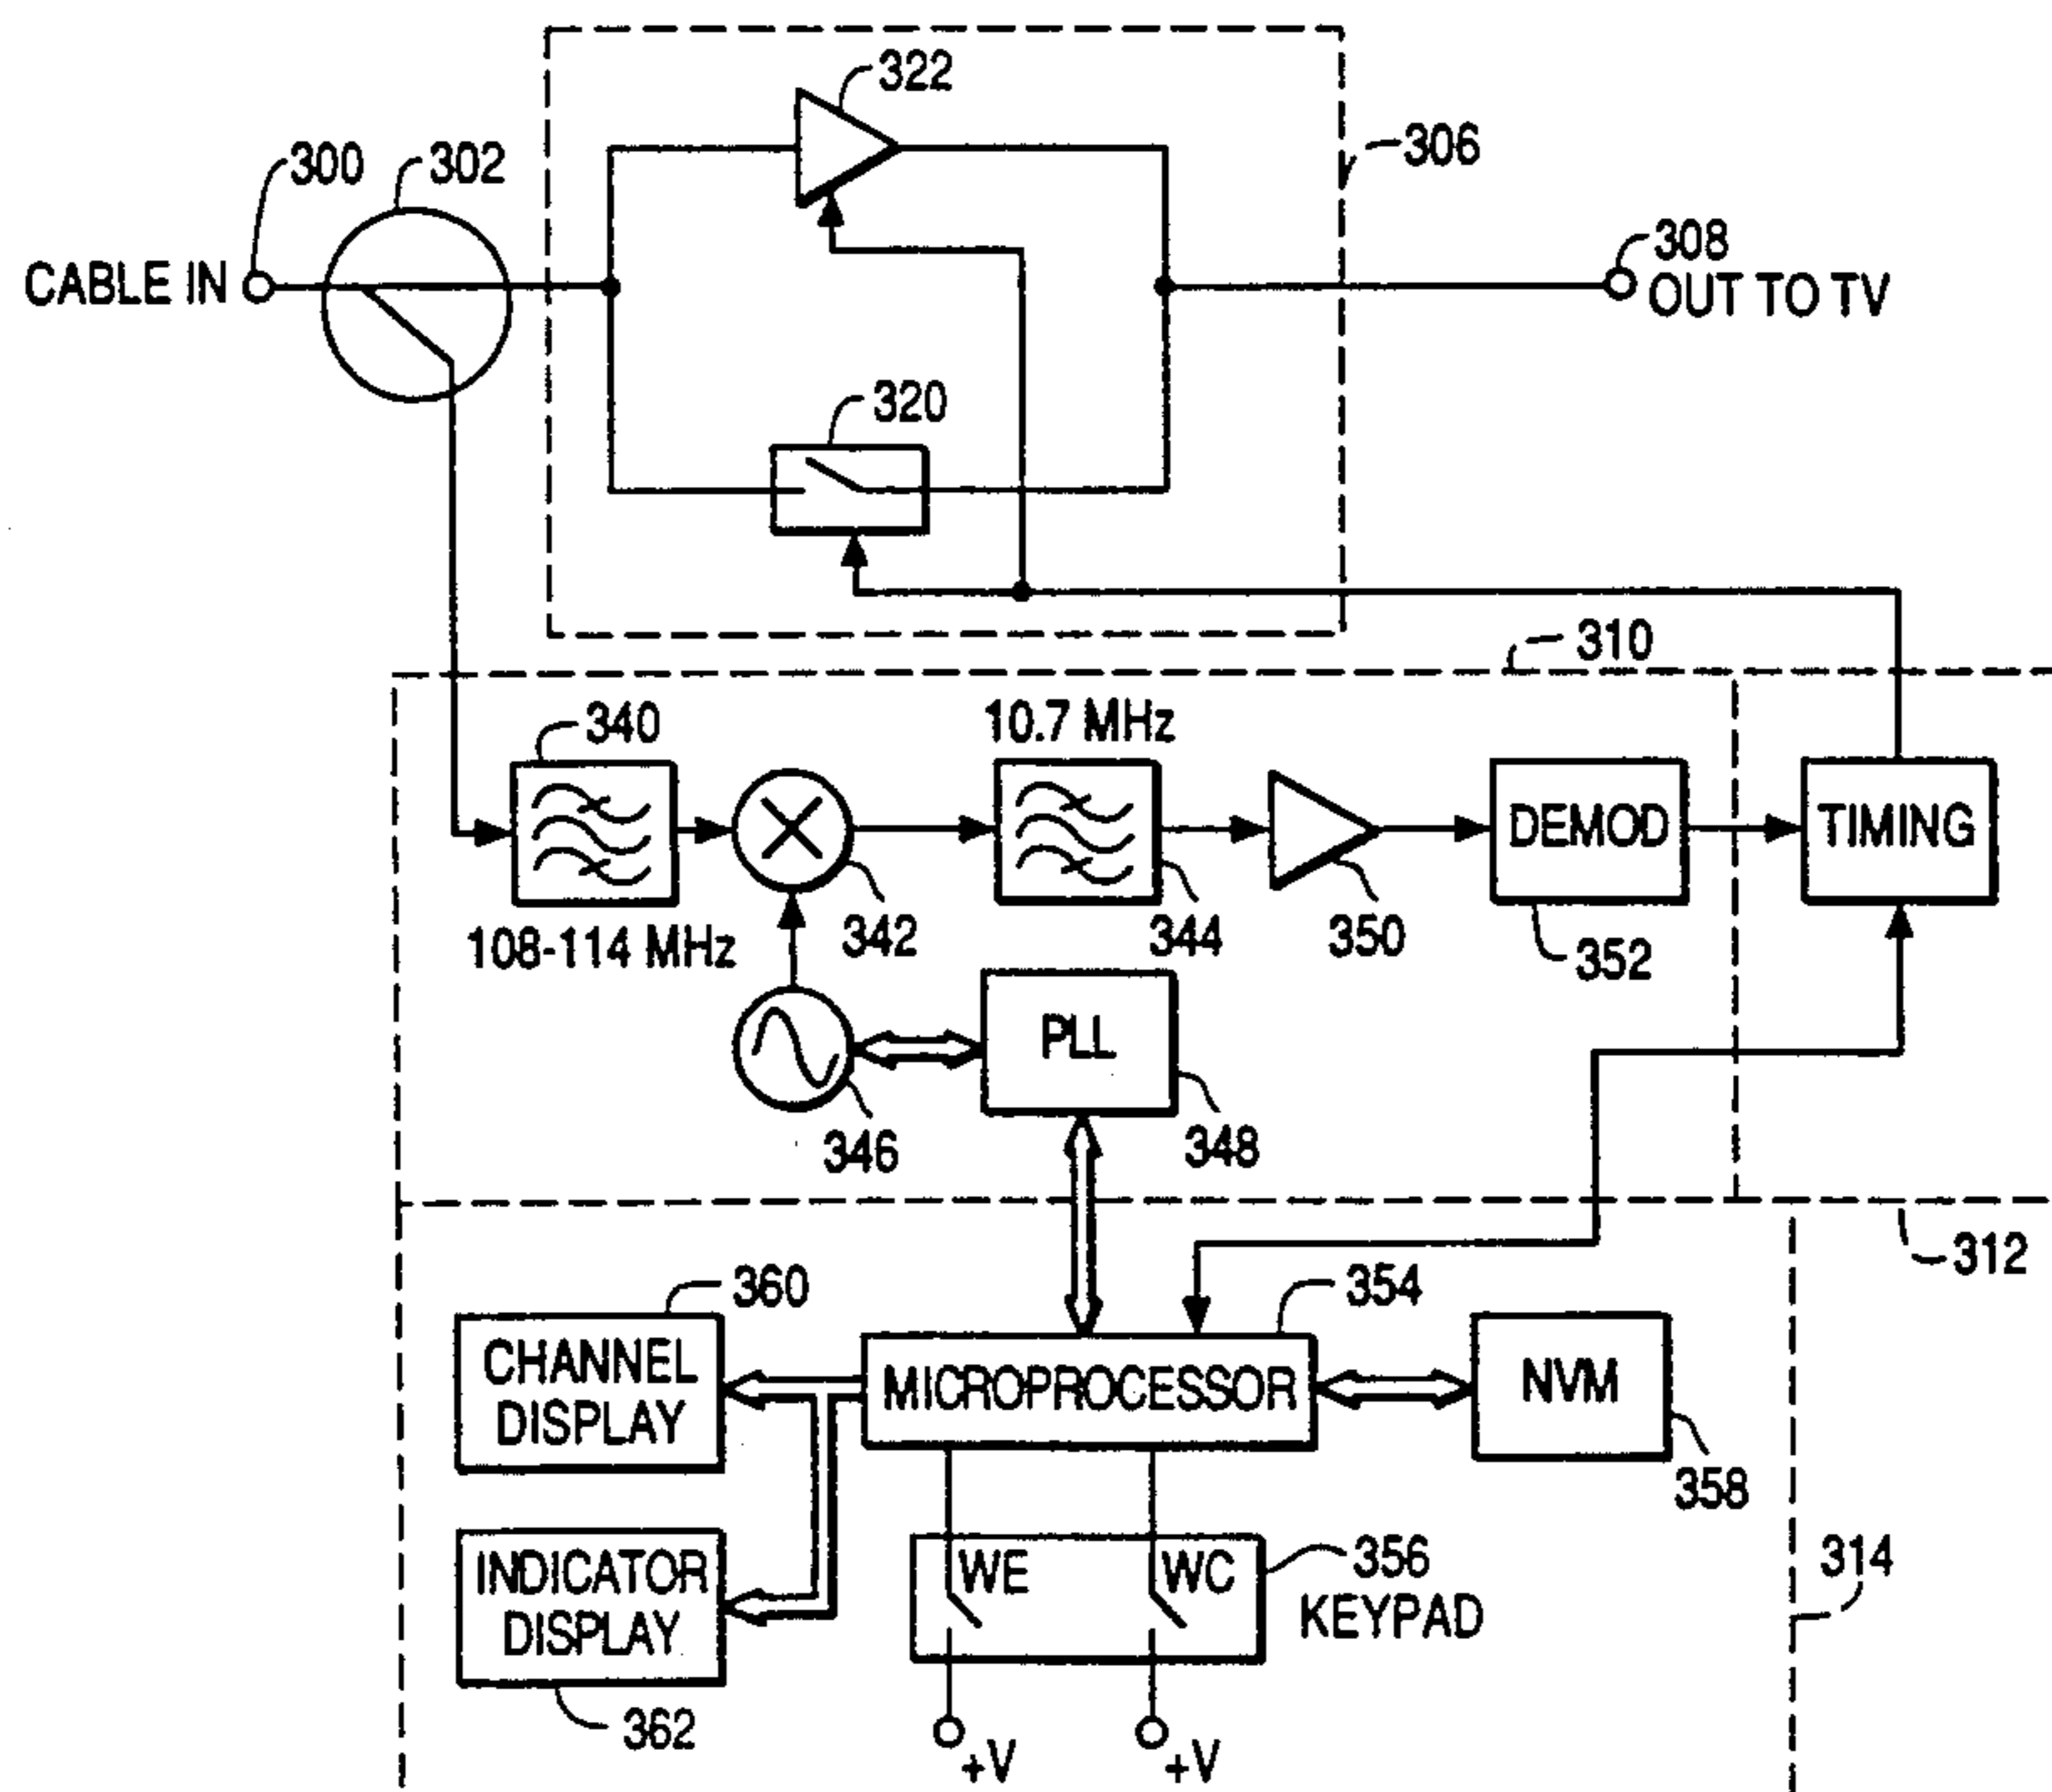 322
300
302
306
CABLE IN
308
OUT TO TV
320
310
340
10.7 MHz
DEMOD
TIMING
108-114 MHz
342
344
350
352
PLL
346
348
312
360
354
CHANNEL
DISPLAY
MICROPROCESSOR
NVM
358
INDICATOR
DISPLAY
WE
WC
356
KEYPAD
314
362
+V
+V